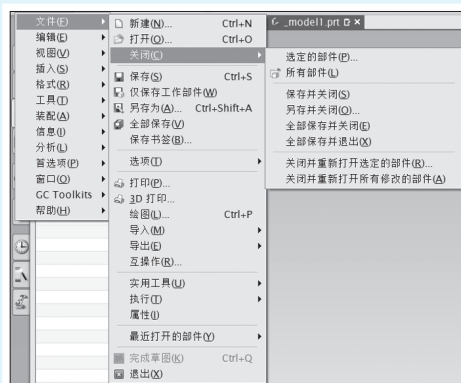 文件(F)
编辑(E)
视图(V)
插入(S)
格式(R)
工具(T)
装配(A)
信息(I)
分析(L)
首选项(P)
窗口(O)
GC Toolkits
帮助(H)
新建(N)... Ctrl+N
打开(O)... Ctrl+O
关闭(C)
保存(S) Ctrl+S
仅保存工作部件(W)
另存为(A)... Ctrl+Shift+A
全部保存(V)
保存书签(B)...
选项(T)
打印(P)...
3D 打印...
绘图(L)... Ctrl+P
导入(M)
导出(E)
互操作(R)...
实用工具(U)
执行(T)
属性(I)
最近打开的部件(Y)
完成草图(K) Ctrl+Q
退出(X)
_model1.prt
选定的部件(P)...
所有部件(L)
保存并关闭(S)
另存并关闭(O)...
全部保存并关闭(E)
全部保存并退出(X)
关闭并重新打开选定的部件(R)...
关闭并重新打开所有修改的部件(A)